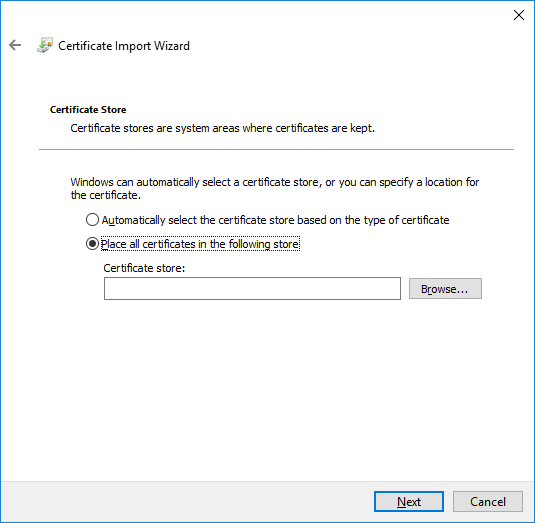 Certificate Import Wizard
Certificate Store
Certificate stores are system areas where certificates are kept.
Windows can automatically select a certificate store, or you can specify a location for
the certificate.
Automatically select the certificate store based on the type of certificate
Place all certificates in the following store
Certificate store:
Browse...
Next
Cancel